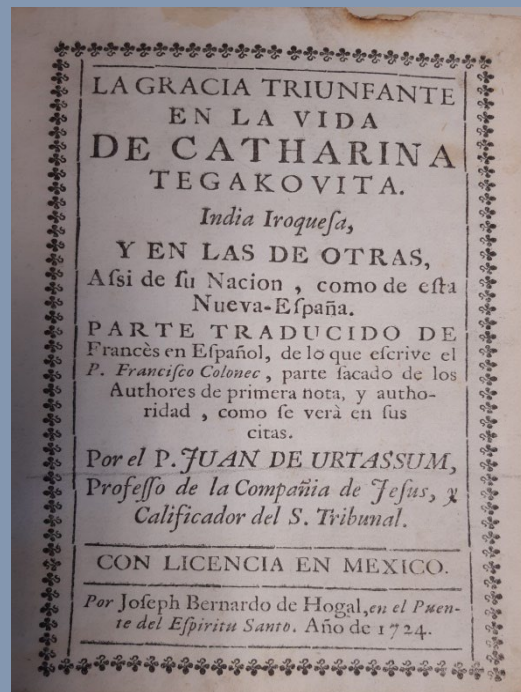 LA GRACIA TRIUNFANTE
EN LA VIDA
DE CATHARINA
TEGAKOVITA.
India Iroqueſa,
Y EN LAS DE OTRAS,
Aſſi de ſu Nacion , como de eſta
Nueva-Eſpaña.
PARTE TRADUCIDO DE
Francès en Eſpañol, de lo que eſcrive el
P. Franciſco Colonec, parte ſacado de los
Authores de primera nota, y autho-
ridad , como ſe verà en ſus
citas.
Por el P. JUAN DE URTASSUM,
Profeſſo de la Compañia de Jeſus, y
Calificador del S. Tribunal.
CON LICENCIA EN MEXICO.
Por Joſeph Bernardo de Hogal, en el Puen-
te del Eſpiritu Santo. Año de 1724.